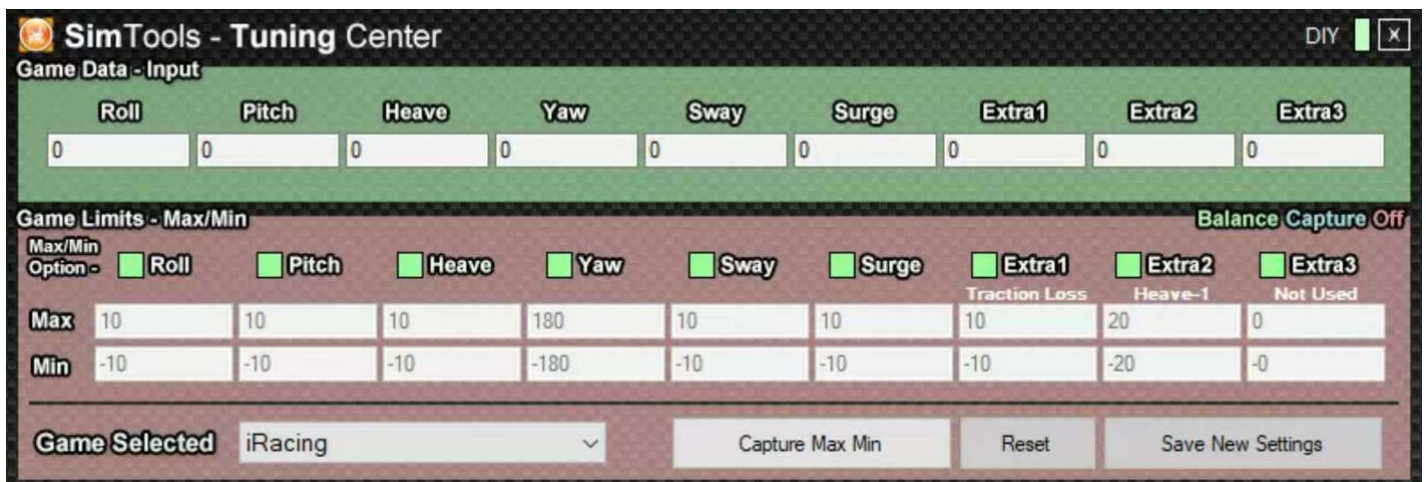 SimTools - Tuning Center DIY X
Game Data - Input
Roll Pitch Heave Yaw Sway Surge Extra1 Extra2 Extra3
0 0 0 0 0 0 0 0 0
Game Limits - Max/Min Balance Capture Off
Max/Min
Option - Roll Pitch Heave Yaw Sway Surge Extra1 Extra2 Extra3
Traction Loss Heave-1 Not Used
Max 10 10 10 180 10 10 10 20 0
Min -10 -10 -10 -180 -10 -10 -10 -20 -0
Game Selected iRacing Capture Max Min Reset Save New Settings